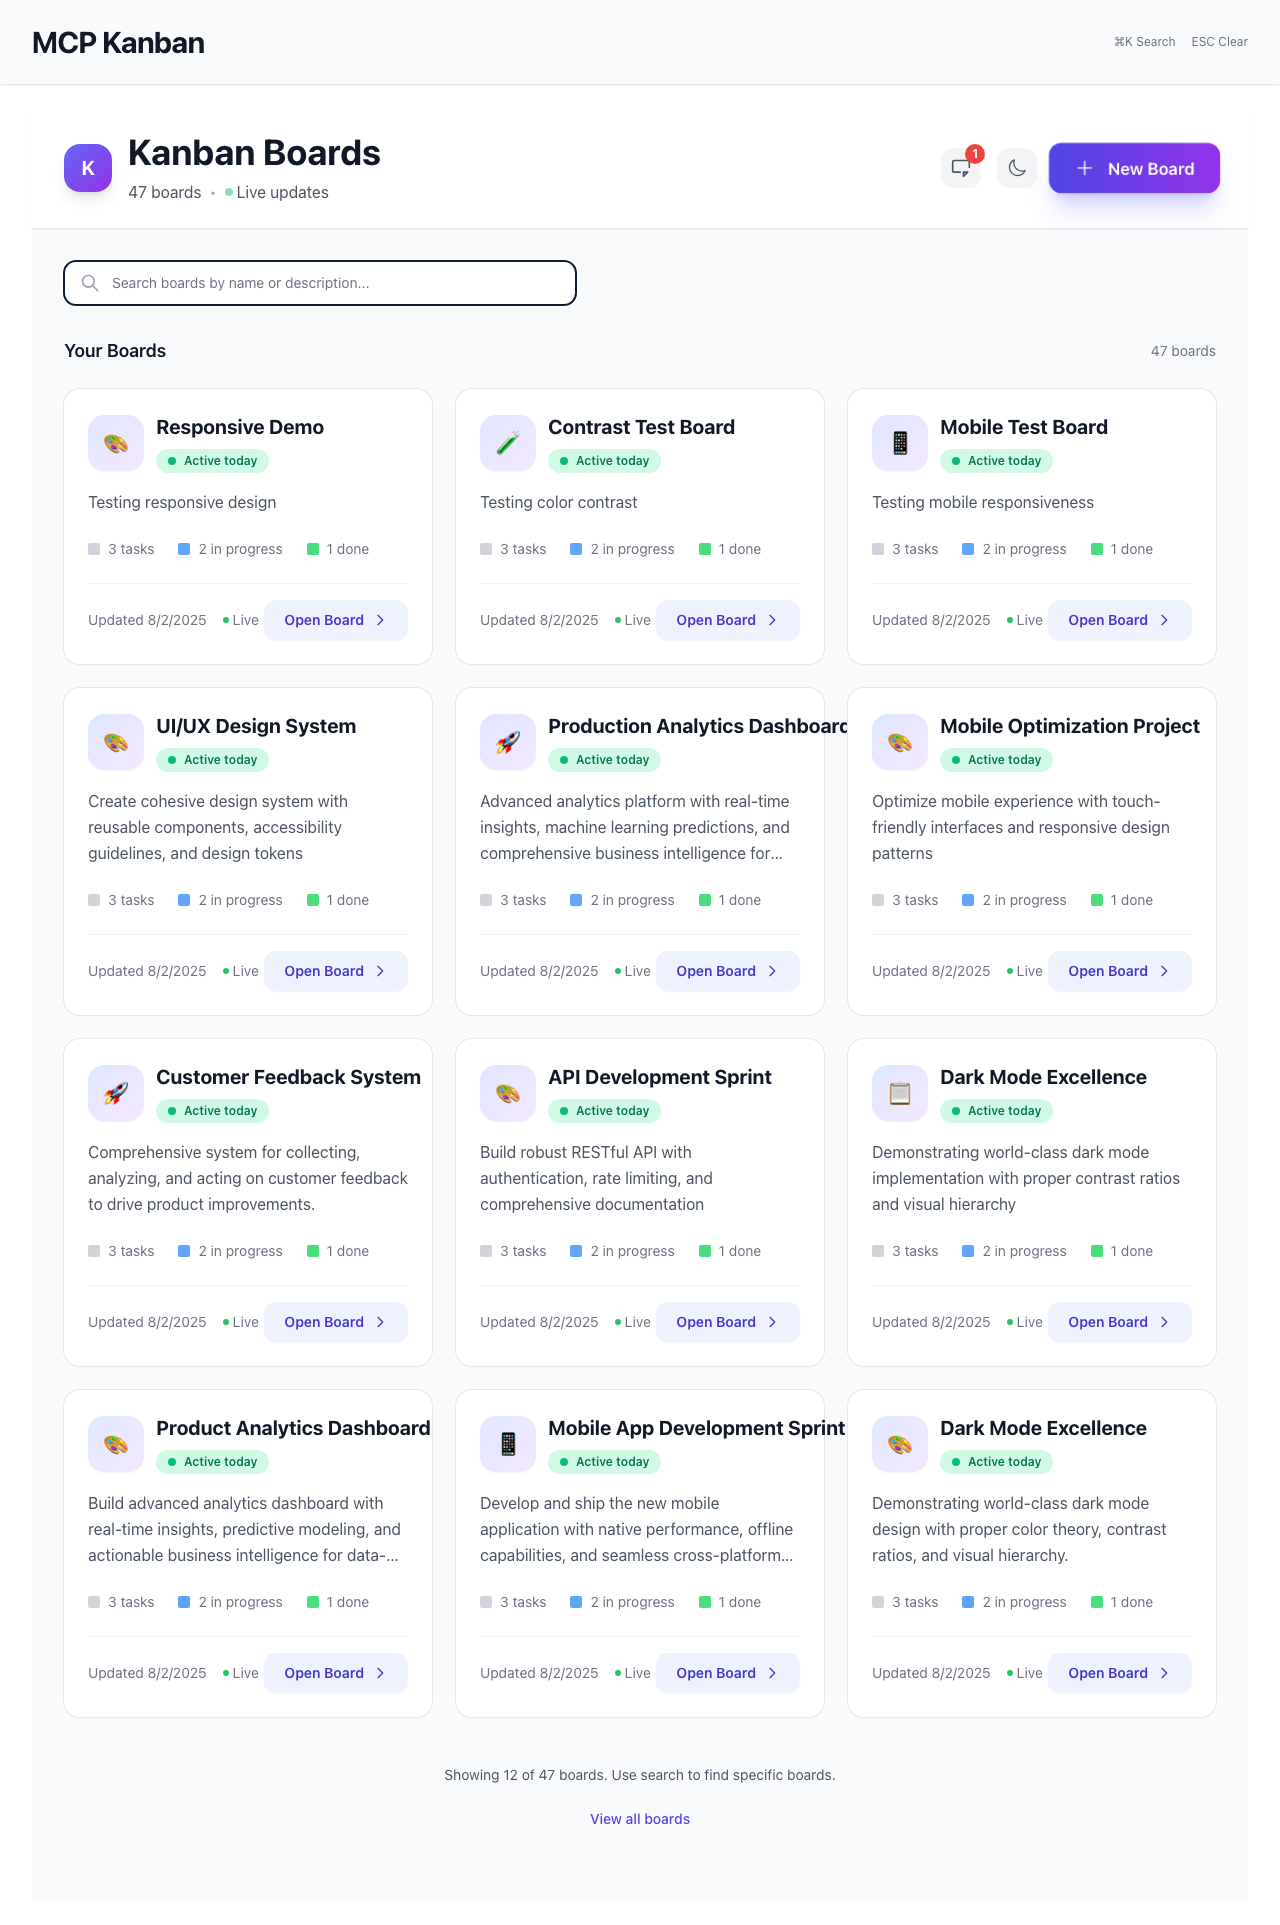 MCP Kanban
⌘K Search ESC Clear
K
Kanban Boards
47 boards • Live updates
1
New Board
Search boards by name or description...
Your Boards
47 boards
Responsive Demo
Active today
Testing responsive design
3 tasks 2 in progress 1 done
Updated 8/2/2025 Live Open Board
Contrast Test Board
Active today
Testing color contrast
3 tasks 2 in progress 1 done
Updated 8/2/2025 Live Open Board
Mobile Test Board
Active today
Testing mobile responsiveness
3 tasks 2 in progress 1 done
Updated 8/2/2025 Live Open Board
UI/UX Design System
Active today
Create cohesive design system with
reusable components, accessibility
guidelines, and design tokens
3 tasks 2 in progress 1 done
Updated 8/2/2025 Live Open Board
Production Analytics Dashboard
Active today
Advanced analytics platform with real-time
insights, machine learning predictions, and
comprehensive business intelligence for...
3 tasks 2 in progress 1 done
Updated 8/2/2025 Live Open Board
Mobile Optimization Project
Active today
Optimize mobile experience with touch-
friendly interfaces and responsive design
patterns
3 tasks 2 in progress 1 done
Updated 8/2/2025 Live Open Board
Customer Feedback System
Active today
Comprehensive system for collecting,
analyzing, and acting on customer feedback
to drive product improvements.
3 tasks 2 in progress 1 done
Updated 8/2/2025 Live Open Board
API Development Sprint
Active today
Build robust RESTful API with
authentication, rate limiting, and
comprehensive documentation
3 tasks 2 in progress 1 done
Updated 8/2/2025 Live Open Board
Dark Mode Excellence
Active today
Demonstrating world-class dark mode
implementation with proper contrast ratios
and visual hierarchy
3 tasks 2 in progress 1 done
Updated 8/2/2025 Live Open Board
Product Analytics Dashboard
Active today
Build advanced analytics dashboard with
real-time insights, predictive modeling, and
actionable business intelligence for data-...
3 tasks 2 in progress 1 done
Updated 8/2/2025 Live Open Board
Mobile App Development Sprint
Active today
Develop and ship the new mobile
application with native performance, offline
capabilities, and seamless cross-platform...
3 tasks 2 in progress 1 done
Updated 8/2/2025 Live Open Board
Dark Mode Excellence
Active today
Demonstrating world-class dark mode
design with proper color theory, contrast
ratios, and visual hierarchy.
3 tasks 2 in progress 1 done
Updated 8/2/2025 Live Open Board
Showing 12 of 47 boards. Use search to find specific boards.
View all boards